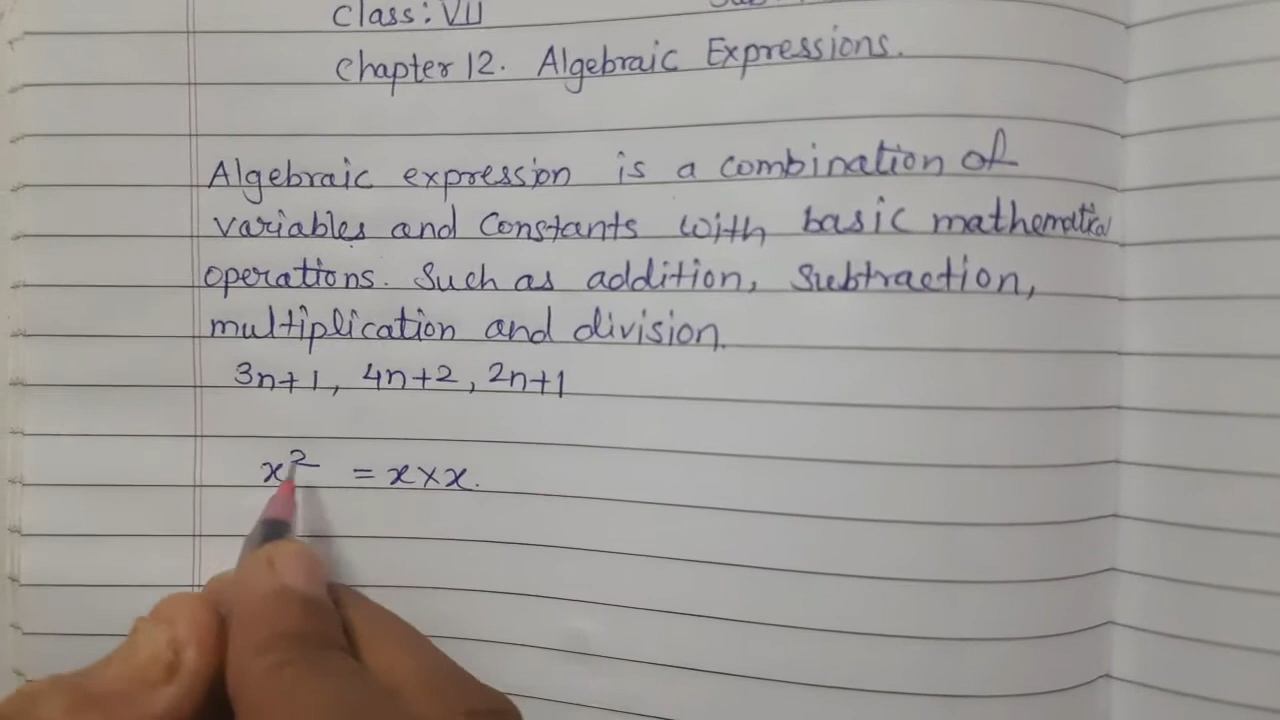 Class: VII
Chapter 12. Algebraic Expressions.
Algebraic expression is a combination of
variables and constants with basic mathematical
operations. Such as addition, subtraction,
multiplication and division.
3n+1, 4n+2, 2n+1
x² = x×x.